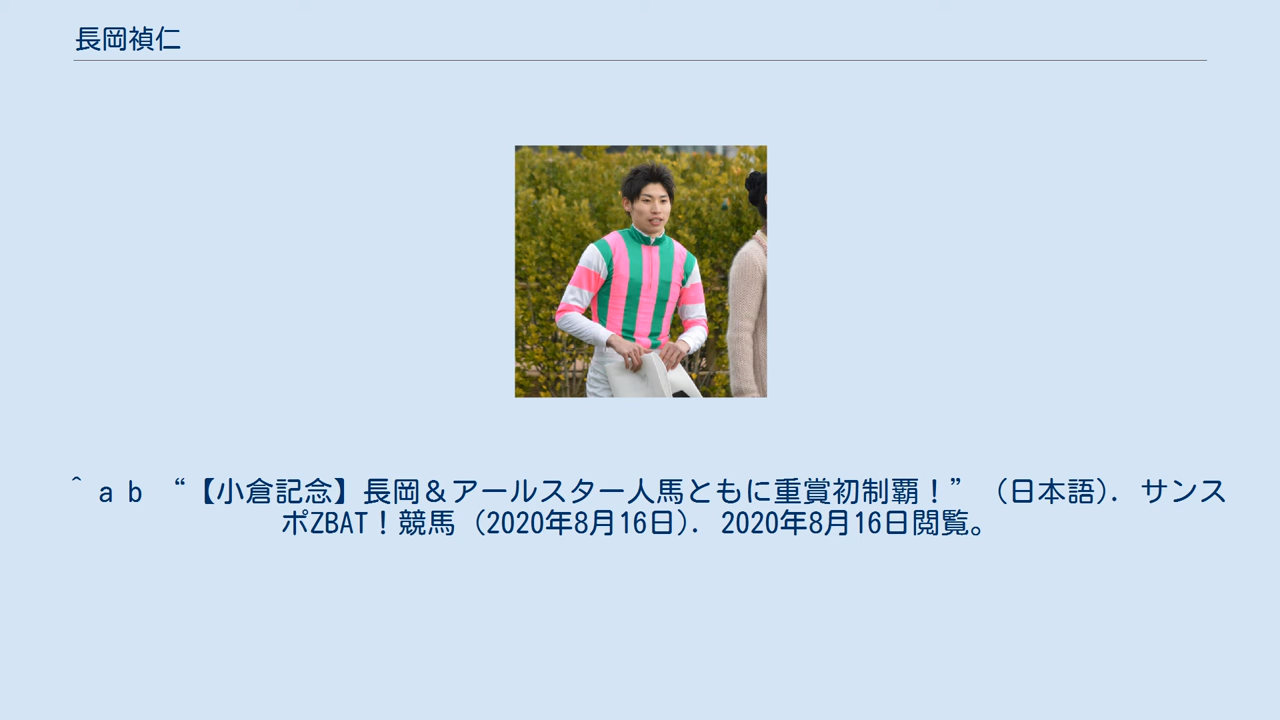 長岡禎仁
^ a b “【小倉記念】長岡＆アールスター人馬ともに重賞初制覇！” (日本語). サンス
ポZBAT！競馬 (2020年8月16日). 2020年8月16日閲覧。